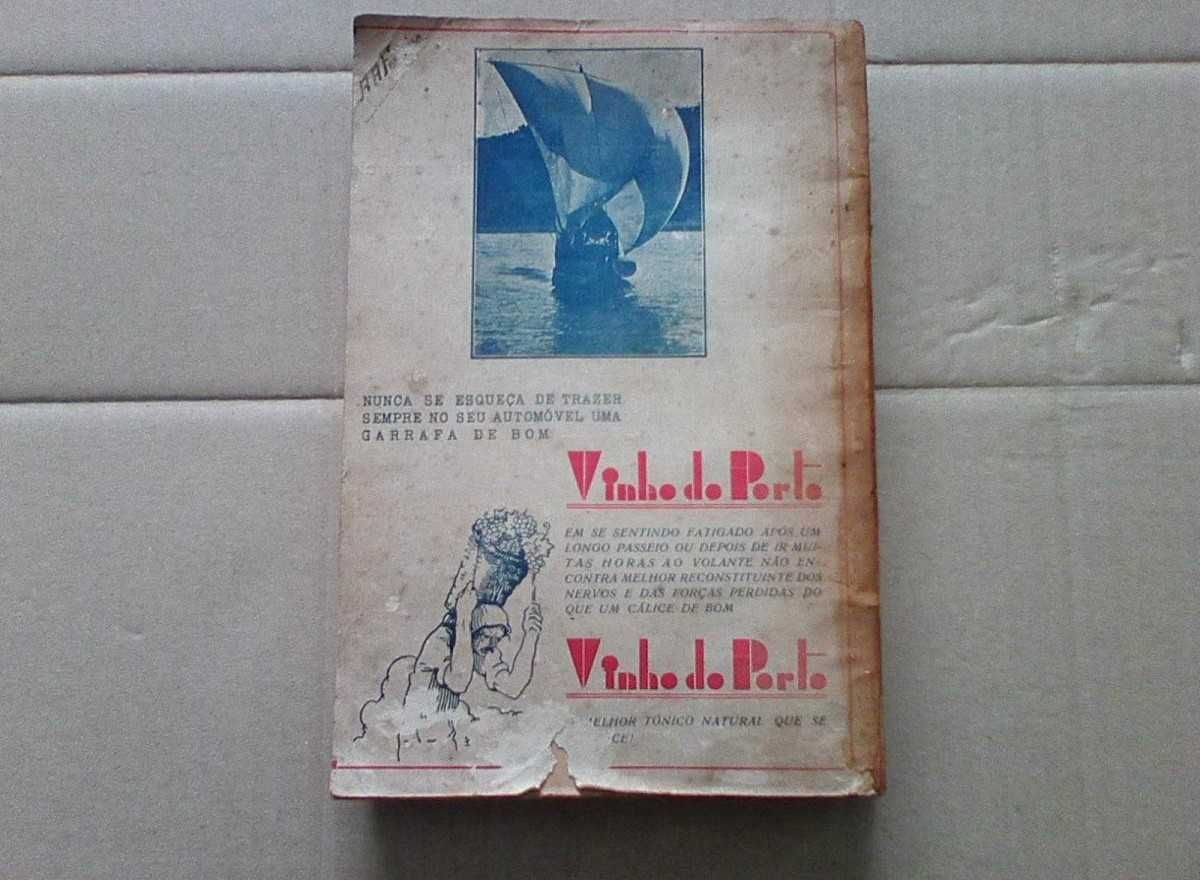 NUNCA SE ESQUEÇA DE TRAZER
SEMPRE NO SEU AUTOMÓVEL UMA
GARRAFA DE BOM
Vinho do Porto
EM SE SENTINDO FATIGADO APÓS UM
LONGO PASSEIO OU DEPOIS DE IR MUI-
TAS HORAS AO VOLANTE NÃO EN-
CONTRA MELHOR RECONSTITUINTE DOS
NERVOS E DAS FORÇAS PERDIDAS DO
QUE UM CÁLICE DE BOM
Vinho do Porto
MELHOR TÓNICO NATURAL QUE SE
CE!